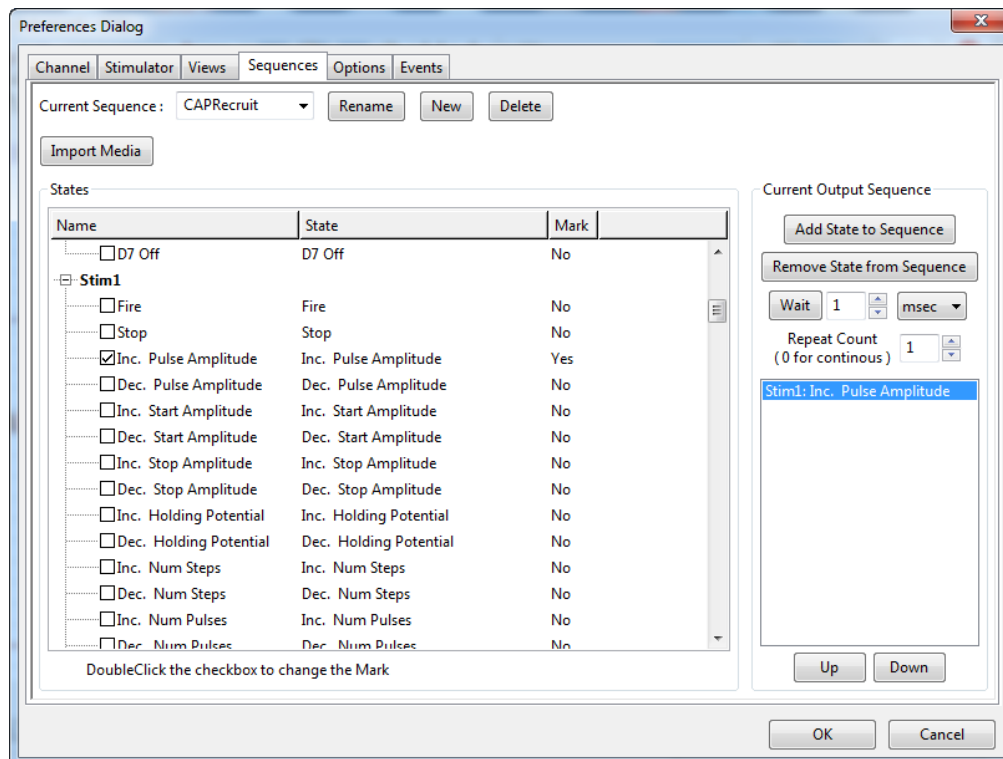 Preferences Dialog
Channel Stimulator Views Sequences Options Events
Current Sequence : CAPRecruit Rename New Delete
Import Media
States
Name State Mark
D7 Off D7 Off No
Stim1
Fire Fire No
Stop Stop No
Inc. Pulse Amplitude Inc. Pulse Amplitude Yes
Dec. Pulse Amplitude Dec. Pulse Amplitude No
Inc. Start Amplitude Inc. Start Amplitude No
Dec. Start Amplitude Dec. Start Amplitude No
Inc. Stop Amplitude Inc. Stop Amplitude No
Dec. Stop Amplitude Dec. Stop Amplitude No
Inc. Holding Potential Inc. Holding Potential No
Dec. Holding Potential Dec. Holding Potential No
Inc. Num Steps Inc. Num Steps No
Dec. Num Steps Dec. Num Steps No
Inc. Num Pulses Inc. Num Pulses No
Dec. Num Pulses Dec. Num Pulses No
DoubleClick the checkbox to change the Mark
Current Output Sequence
Add State to Sequence
Remove State from Sequence
Wait 1 msec
Repeat Count
( 0 for continous ) 1
Stim1: Inc. Pulse Amplitude
Up Down
OK Cancel